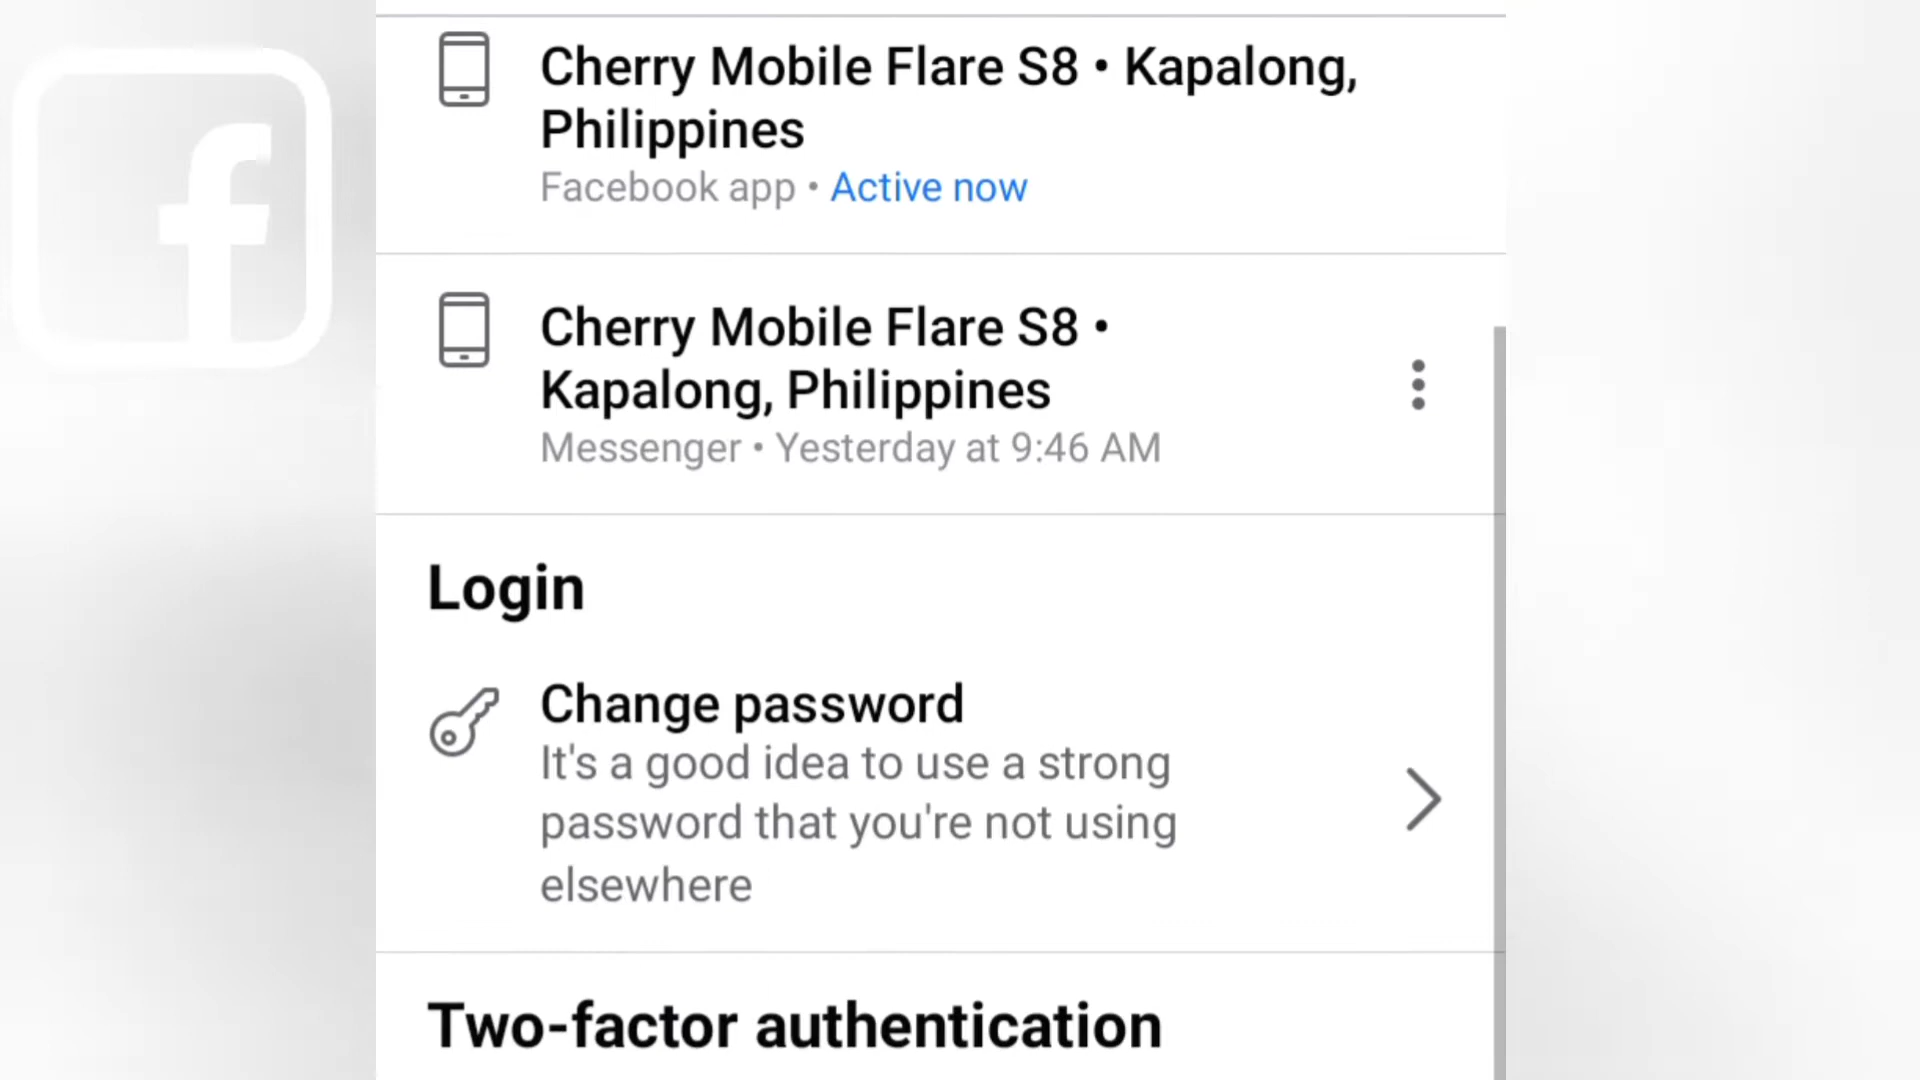 Cherry Mobile Flare S8 • Kapalong,
Philippines
Facebook app • Active now
Cherry Mobile Flare S8 •
Kapalong, Philippines
Messenger • Yesterday at 9:46 AM
Login
Change password
It's a good idea to use a strong
password that you're not using
elsewhere
Two-factor authentication